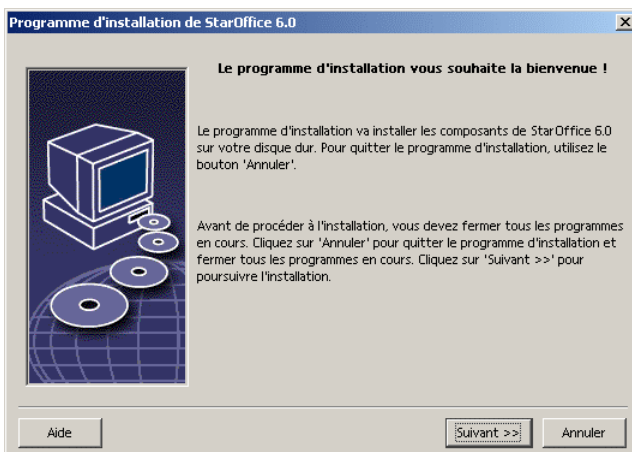 Programme d'installation de StarOffice 6.0
Le programme d'installation vous souhaite la bienvenue !
Le programme d'installation va installer les composants de StarOffice 6.0
sur votre disque dur. Pour quitter le programme d'installation, utilisez le
bouton 'Annuler'.
Avant de procéder à l'installation, vous devez fermer tous les programmes
en cours. Cliquez sur 'Annuler' pour quitter le programme d'installation et
fermer tous les programmes en cours. Cliquez sur 'Suivant >>' pour
poursuivre l'installation.
Aide
Suivant >>
Annuler